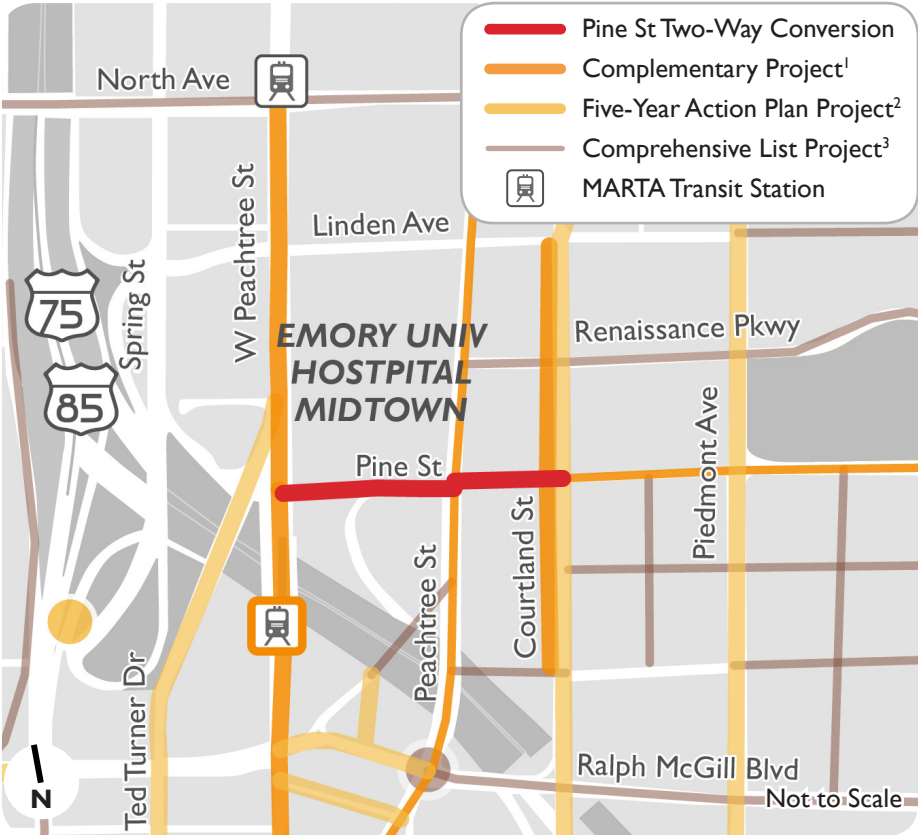 Pine St Two-Way Conversion
Complementary Project¹
Five-Year Action Plan Project²
Comprehensive List Project³
MARTA Transit Station
North Ave
W Peachtree St
Linden Ave
75
85
Spring St
EMORY UNIV
HOSTPITAL
MIDTOWN
Renaissance Pkwy
Pine St
Piedmont Ave
Courtland St
Peachtree St
Ted Turner Dr
Ralph McGill Blvd
N
Not to Scale